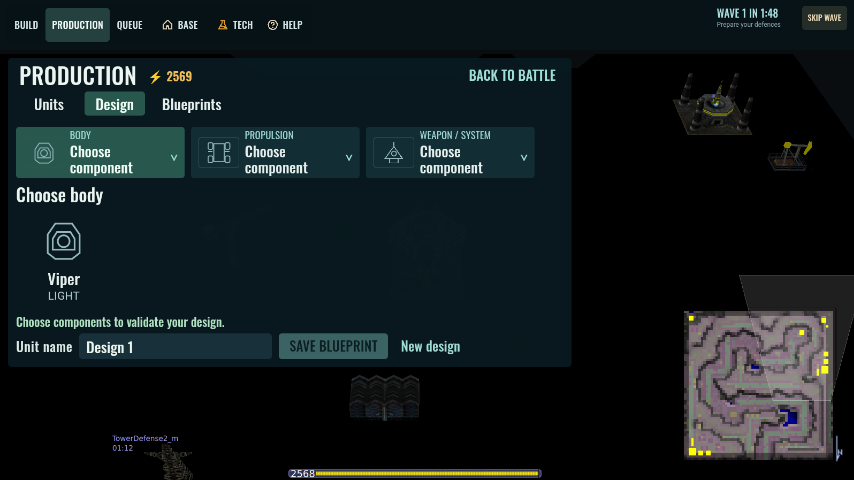 BUILD PRODUCTION QUEUE BASE TECH HELP
WAVE 1 IN 1:48
Prepare your defences
SKIP WAVE
PRODUCTION 2569 BACK TO BATTLE
Units Design Blueprints
BODY
Choose component
PROPULSION
Choose component
WEAPON / SYSTEM
Choose component
Choose body
Viper
LIGHT
Choose components to validate your design.
Unit name Design 1 SAVE BLUEPRINT New design
TowerDefense2_m
01:12
2568
N